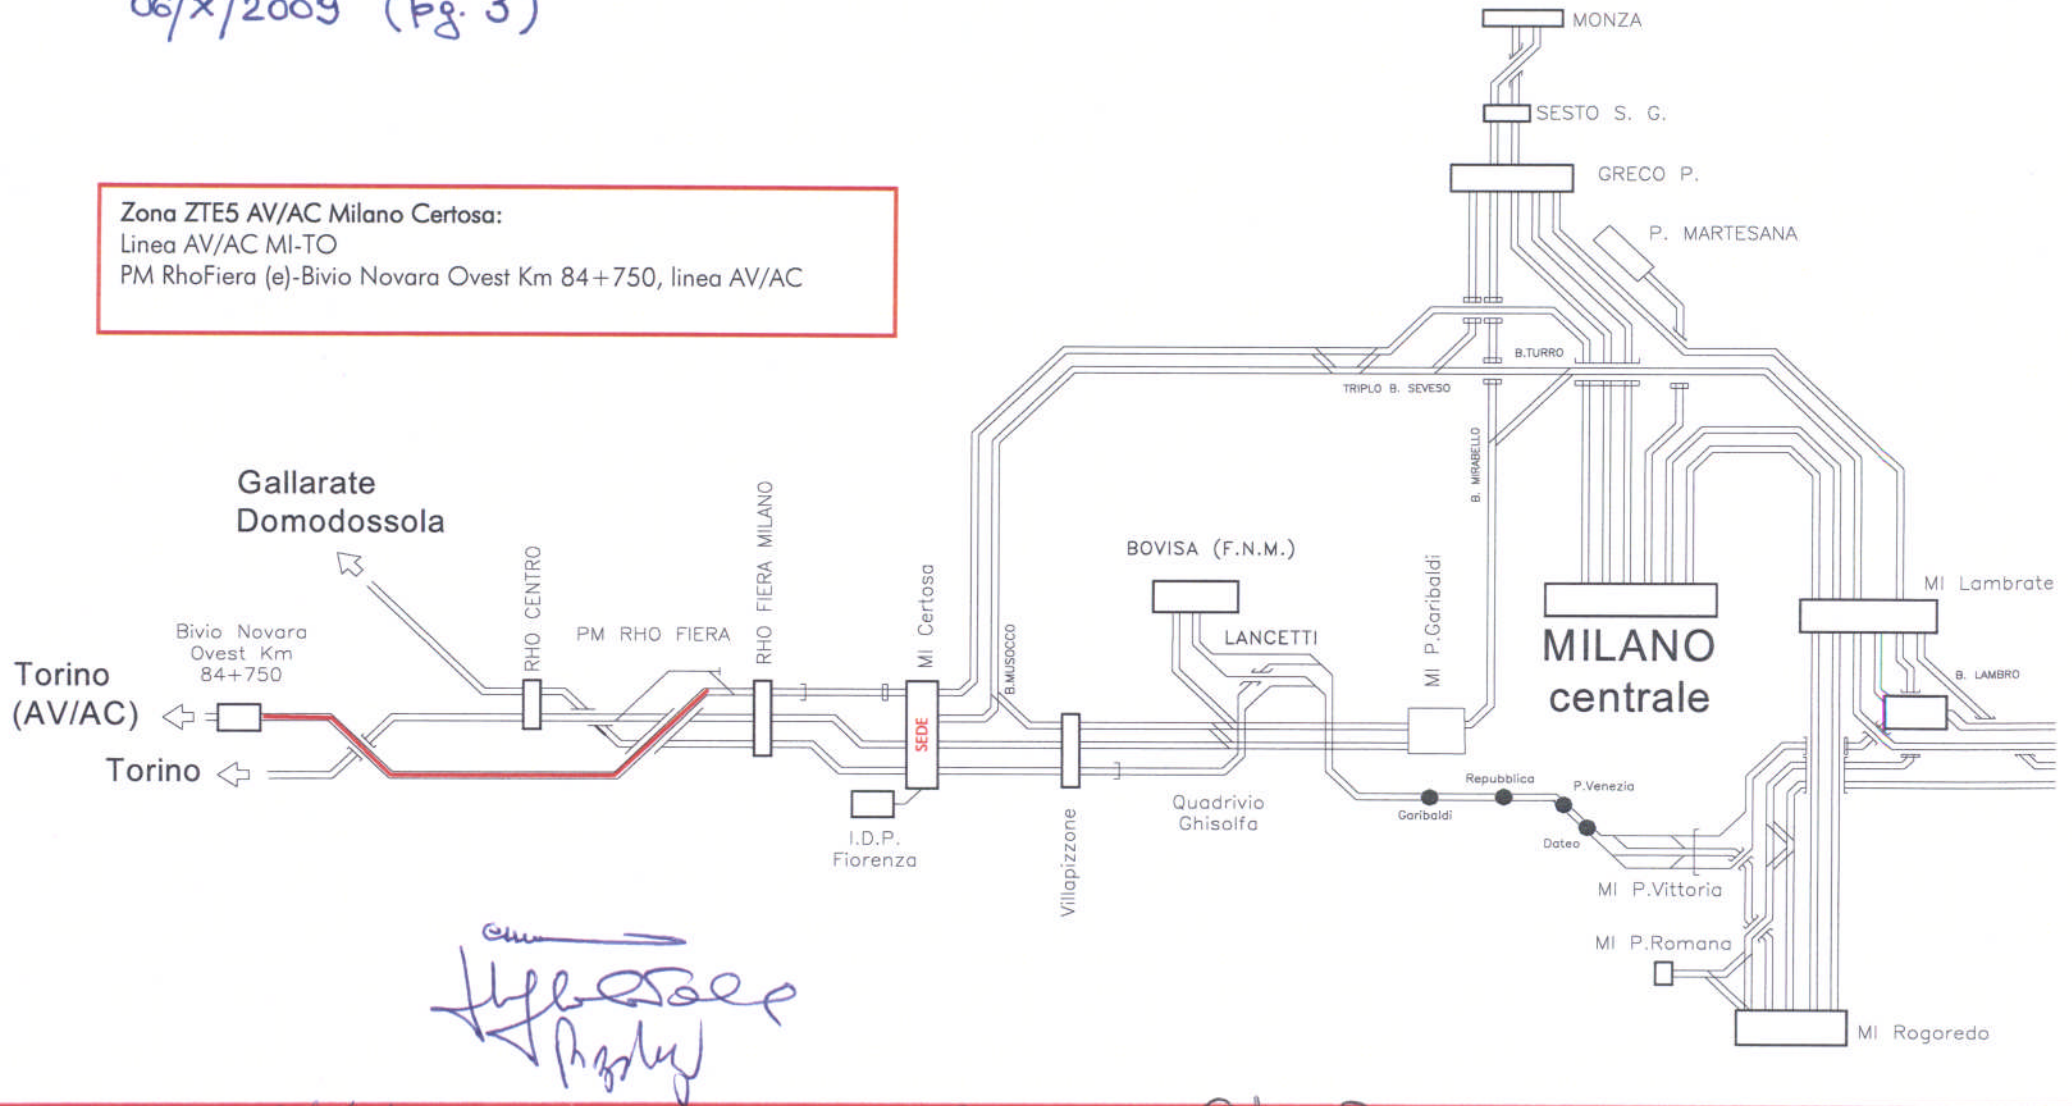 06/X/2009 (pg. 3)
MONZA
SESTO S. G.
GRECO P.
P. MARTESANA
Zona ZTE5 AV/AC Milano Certosa:
Linea AV/AC MI-TO
PM RhoFiera (e)-Bivio Novara Ovest Km 84+750, linea AV/AC
B.TURRO
TRIPLO B. SEVESO
B. MIRABELLO
Gallarate
Domodossola
RHO CENTRO
PM RHO FIERA
RHO FIERA MILANO
MI Certosa
B.MUSOCCO
BOVISA (F.N.M.)
LANCETTI
MI P.Garibaldi
MILANO
centrale
MI Lambrate
B. LAMBRO
Bivio Novara
Ovest Km
84+750
Torino
(AV/AC)
Torino
SEDE
I.D.P.
Fiorenza
Villapizzone
Quadrivio
Ghisolfa
Garibaldi
Repubblica
P.Venezia
Dateo
MI P.Vittoria
MI P.Romana
MI Rogoredo